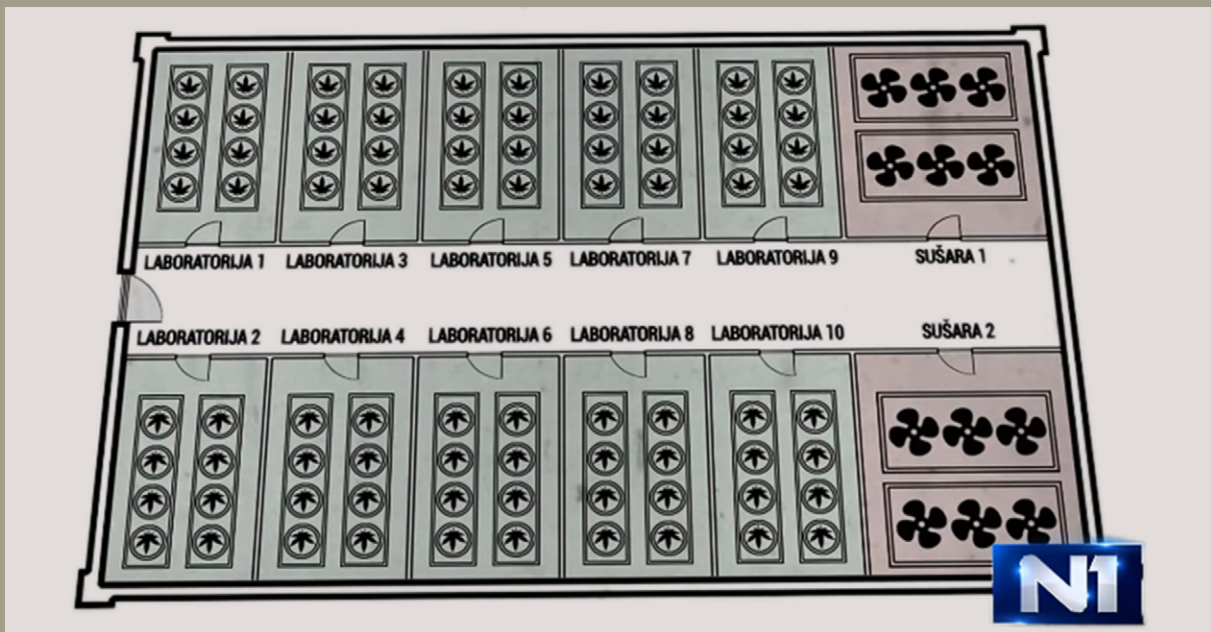 LABORATORIJA 1
LABORATORIJA 3
LABORATORIJA 5
LABORATORIJA 7
LABORATORIJA 9
SUŠARA 1
LABORATORIJA 2
LABORATORIJA 4
LABORATORIJA 6
LABORATORIJA 8
LABORATORIJA 10
SUŠARA 2
N1